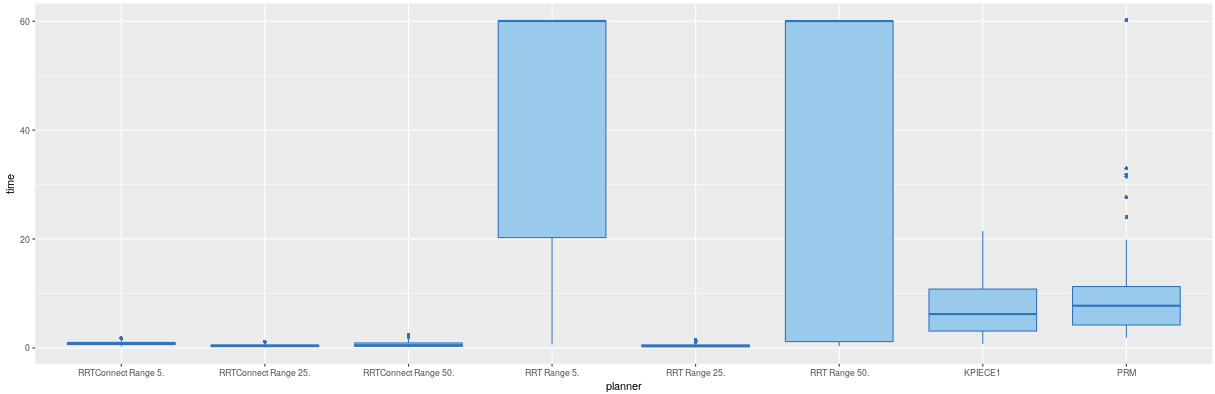 60
40
20
0
time
RRTConnect Range 5.
RRTConnect Range 25.
RRTConnect Range 50.
RRT Range 5.
RRT Range 25.
RRT Range 50.
KPIECE1
PRM
planner